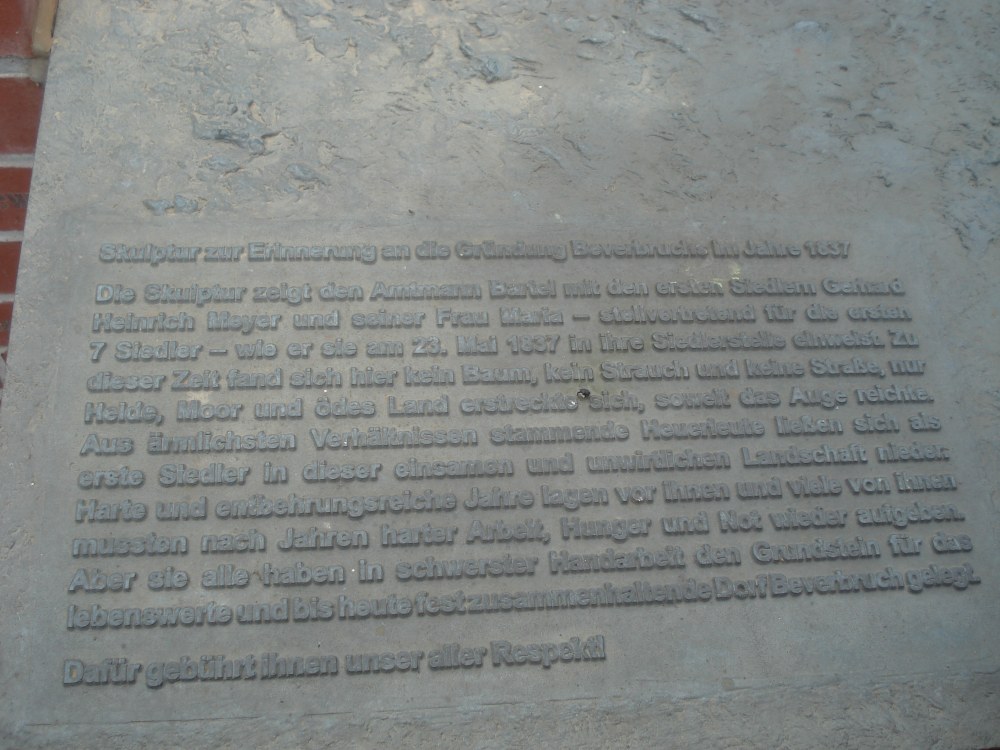 Skulptur zur Erinnerung an die Gründung Beverbruchs im Jahre 1837
Die Skulptur zeigt den Amtmann Bartel mit den ersten Siedlern Gerhard
Heinrich Meyer und seiner Frau Maria – stellvertretend für die ersten
7 Siedler – wie er sie am 23. Mai 1837 in ihre Siedlerstelle einweist. Zu
dieser Zeit fand sich hier kein Baum, kein Strauch und keine Straße, nur
Heide, Moor und ödes Land erstreckte sich, soweit das Auge reichte.
Aus ärmlichsten Verhältnissen stammende Heuerleute ließen sich als
erste Siedler in dieser einsamen und unwirtlichen Landschaft nieder.
Harte und entbehrungsreiche Jahre lagen vor ihnen und viele von ihnen
mussten nach Jahren harter Arbeit, Hunger und Not wieder aufgeben.
Aber sie alle haben in schwerster Handarbeit den Grundstein für das
lebenswerte und bis heute fest zusammenhaltende Dorf Beverbruch gelegt.
Dafür gebührt ihnen unser aller Respekt!